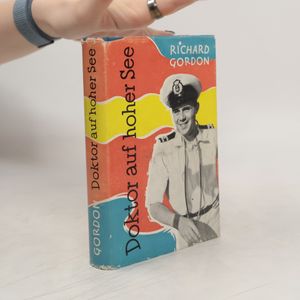 RICHARD
GORDON
Doktor auf hoher See
GORDON Doktor auf hoher See